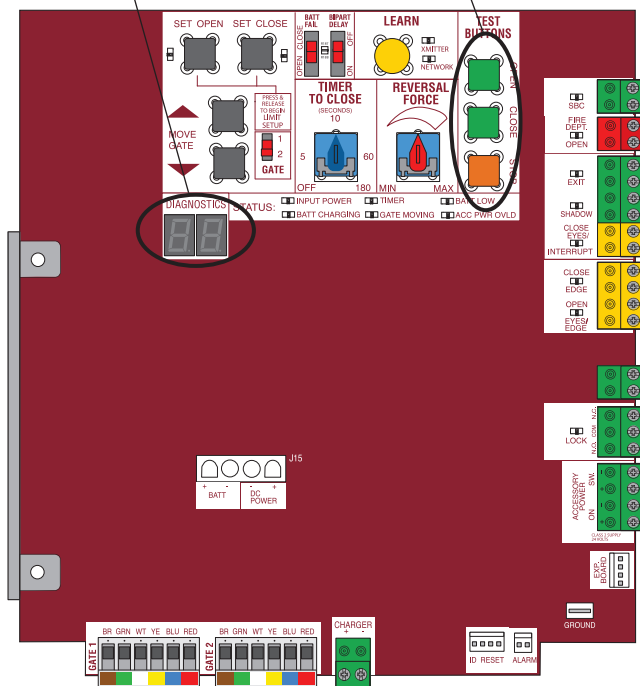 SET OPEN SET CLOSE
BATT FAIL
BIPART DELAY
OPEN CLOSE
ON OFF
LEARN
XMITTER
NETWORK
TEST BUTTONS
OPEN
CLOSE
STOP
PRESS & RELEASE TO BEGIN LIMIT SETUP
MOVE GATE
1
2
GATE
TIMER TO CLOSE
(SECONDS)
10
5 60
OFF 180
REVERSAL FORCE
MIN MAX
DIAGNOSTICS
STATUS:
INPUT POWER TIMER BATT LOW
BATT CHARGING GATE MOVING ACC PWR OVLD
SBC
FIRE DEPT.
OPEN
EXIT
SHADOW
CLOSE EYES/
INTERRUPT
CLOSE EDGE
OPEN EYES/
EDGE
N.C.
COM
N.O.
LOCK
ACCESSORY POWER
SW.
- + - +
ON
CLASS 2 SUPPLY
24 VOLTS
EXP. BOARD
GROUND
J15
+ - - +
BATT DC POWER
GATE 1
BR GRN WT YE BLU RED
GATE 2
BR GRN WT YE BLU RED
CHARGER
+ -
ID RESET ALARM